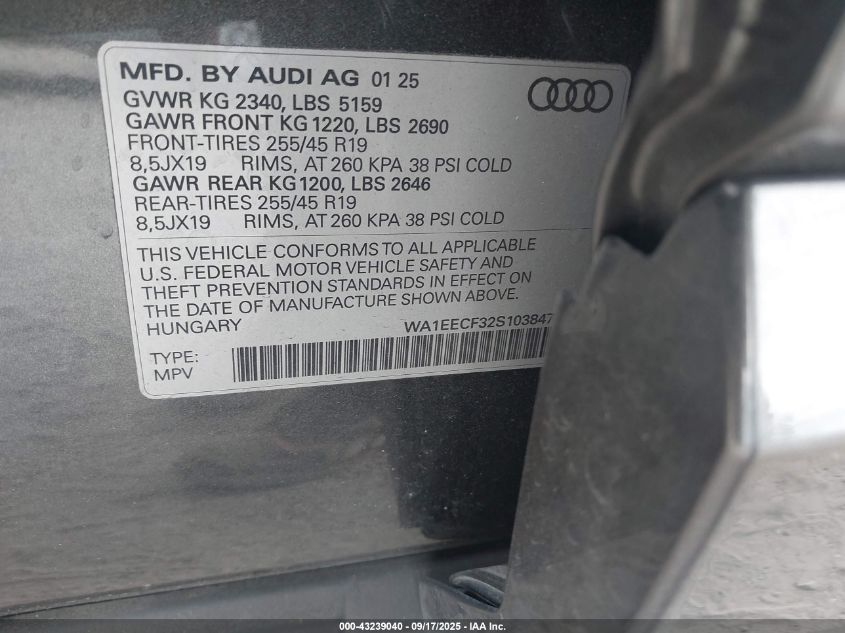 MFD. BY AUDI AG 01 25
GVWR KG 2340, LBS 5159
GAWR FRONT KG 1220, LBS 2690
FRONT-TIRES 255/45 R19
8,5JX19 RIMS, AT 260 KPA 38 PSI COLD
GAWR REAR KG 1200, LBS 2646
REAR-TIRES 255/45 R19
8,5JX19 RIMS, AT 260 KPA 38 PSI COLD
THIS VEHICLE CONFORMS TO ALL APPLICABLE
U.S. FEDERAL MOTOR VEHICLE SAFETY AND
THEFT PREVENTION STANDARDS IN EFFECT ON
THE DATE OF MANUFACTURE SHOWN ABOVE.
HUNGARY WA1EECF32S103847
TYPE:
MPV
000-43239040 - 09/17/2025 - IAA Inc.